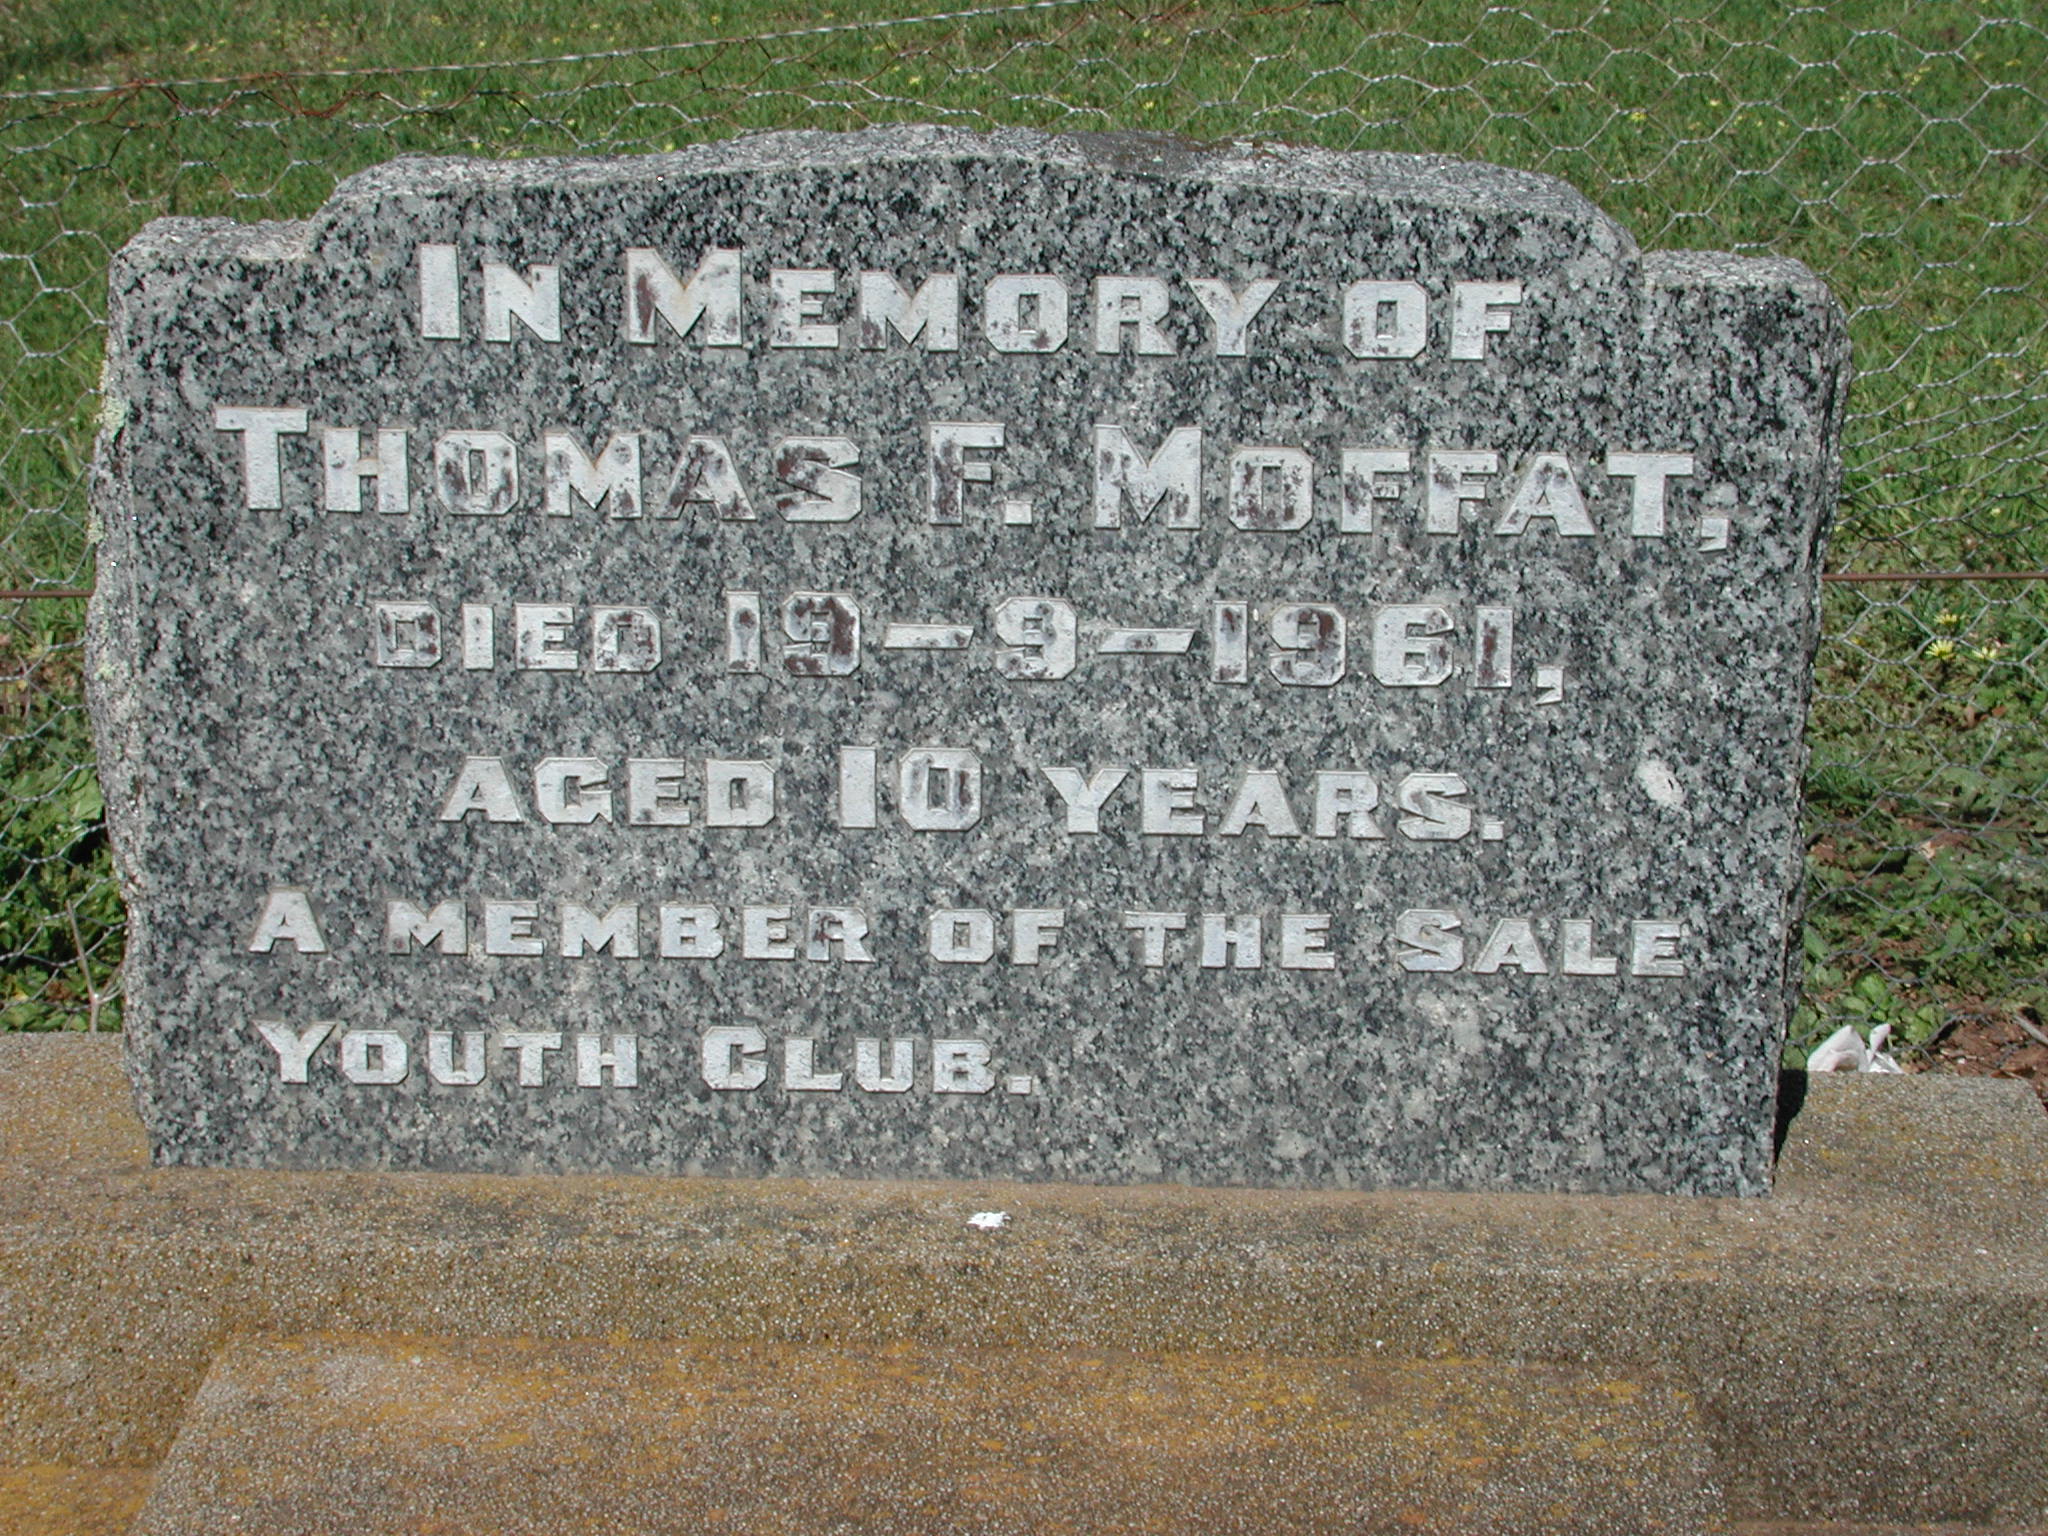 IN MEMORY OF
THOMAS F. MOFFAT,
DIED 19-9-1961,
AGED 10 YEARS.
A MEMBER OF THE SALE
YOUTH CLUB.